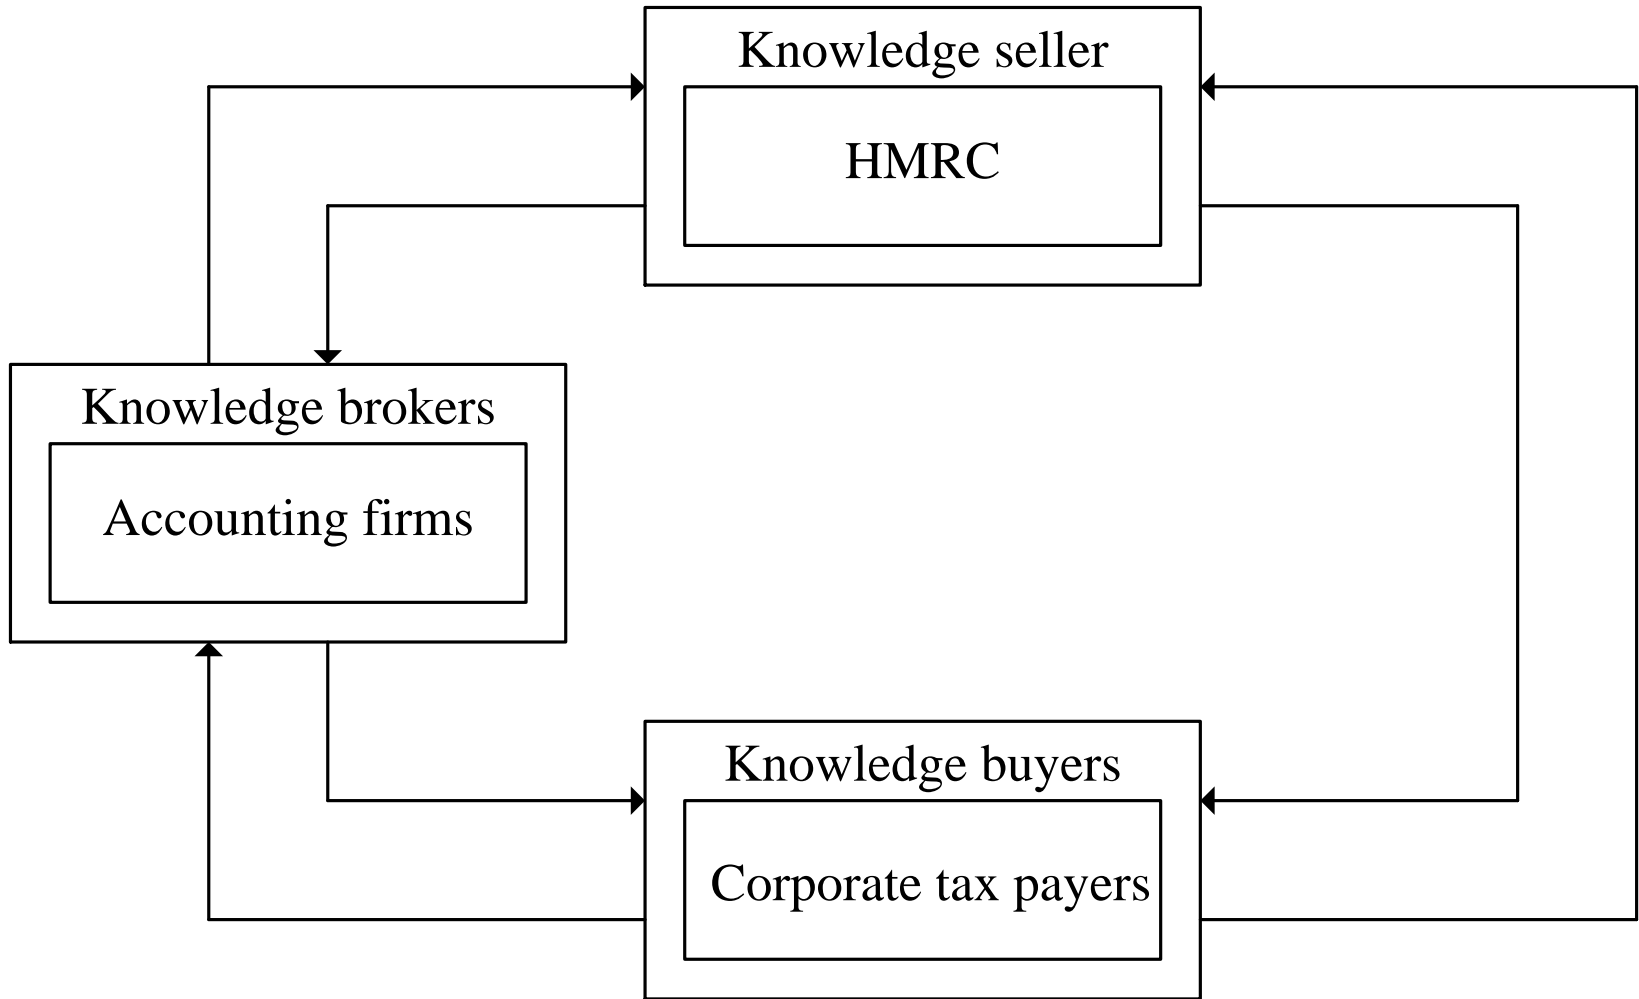 Knowledge seller
HMRC
Knowledge brokers
Accounting firms
Knowledge buyers
Corporate tax payers